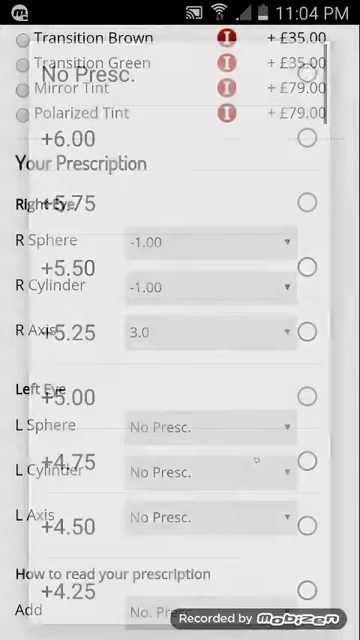 11:04 PM
Transition Brown + £35.00
Transition Green + £35.00
No Presc.
Mirror Tint + £79.00
Polarized Tint + £79.00
+6.00
Your Prescription
Right Eye
+5.75
R Sphere -1.00
+5.50
R Cylinder -1.00
R Axis 3.0
+5.25
Left Eye
+5.00
L Sphere No Presc.
+4.75
L Cylinder No Presc.
L Axis No Presc.
+4.50
How to read your prescription
+4.25
Add No. Presc.
Recorded by Mobizen